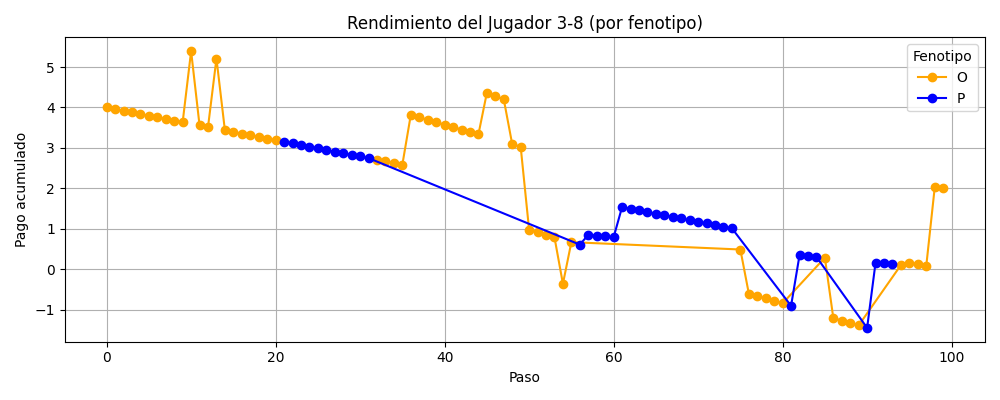 Rendimiento del Jugador 3-8 (por fenotipo)
Pago acumulado
5
4
3
2
1
0
−1
Fenotipo
O
P
0 20 40 60 80 100
Paso